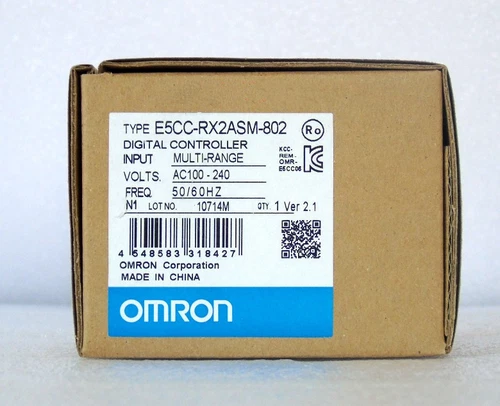 TYPE E5CC-RX2ASM-802 Ro
DIGITAL CONTROLLER
INPUT MULTI-RANGE
KCC-
REM-
OMR-
E5CC06
VOLTS. AC100 - 240
FREQ. 50/60HZ
N1 LOT NO. 10714M QTY. 1 Ver 2.1
4 548583 318427
OMRON Corporation
MADE IN CHINA
OMRON